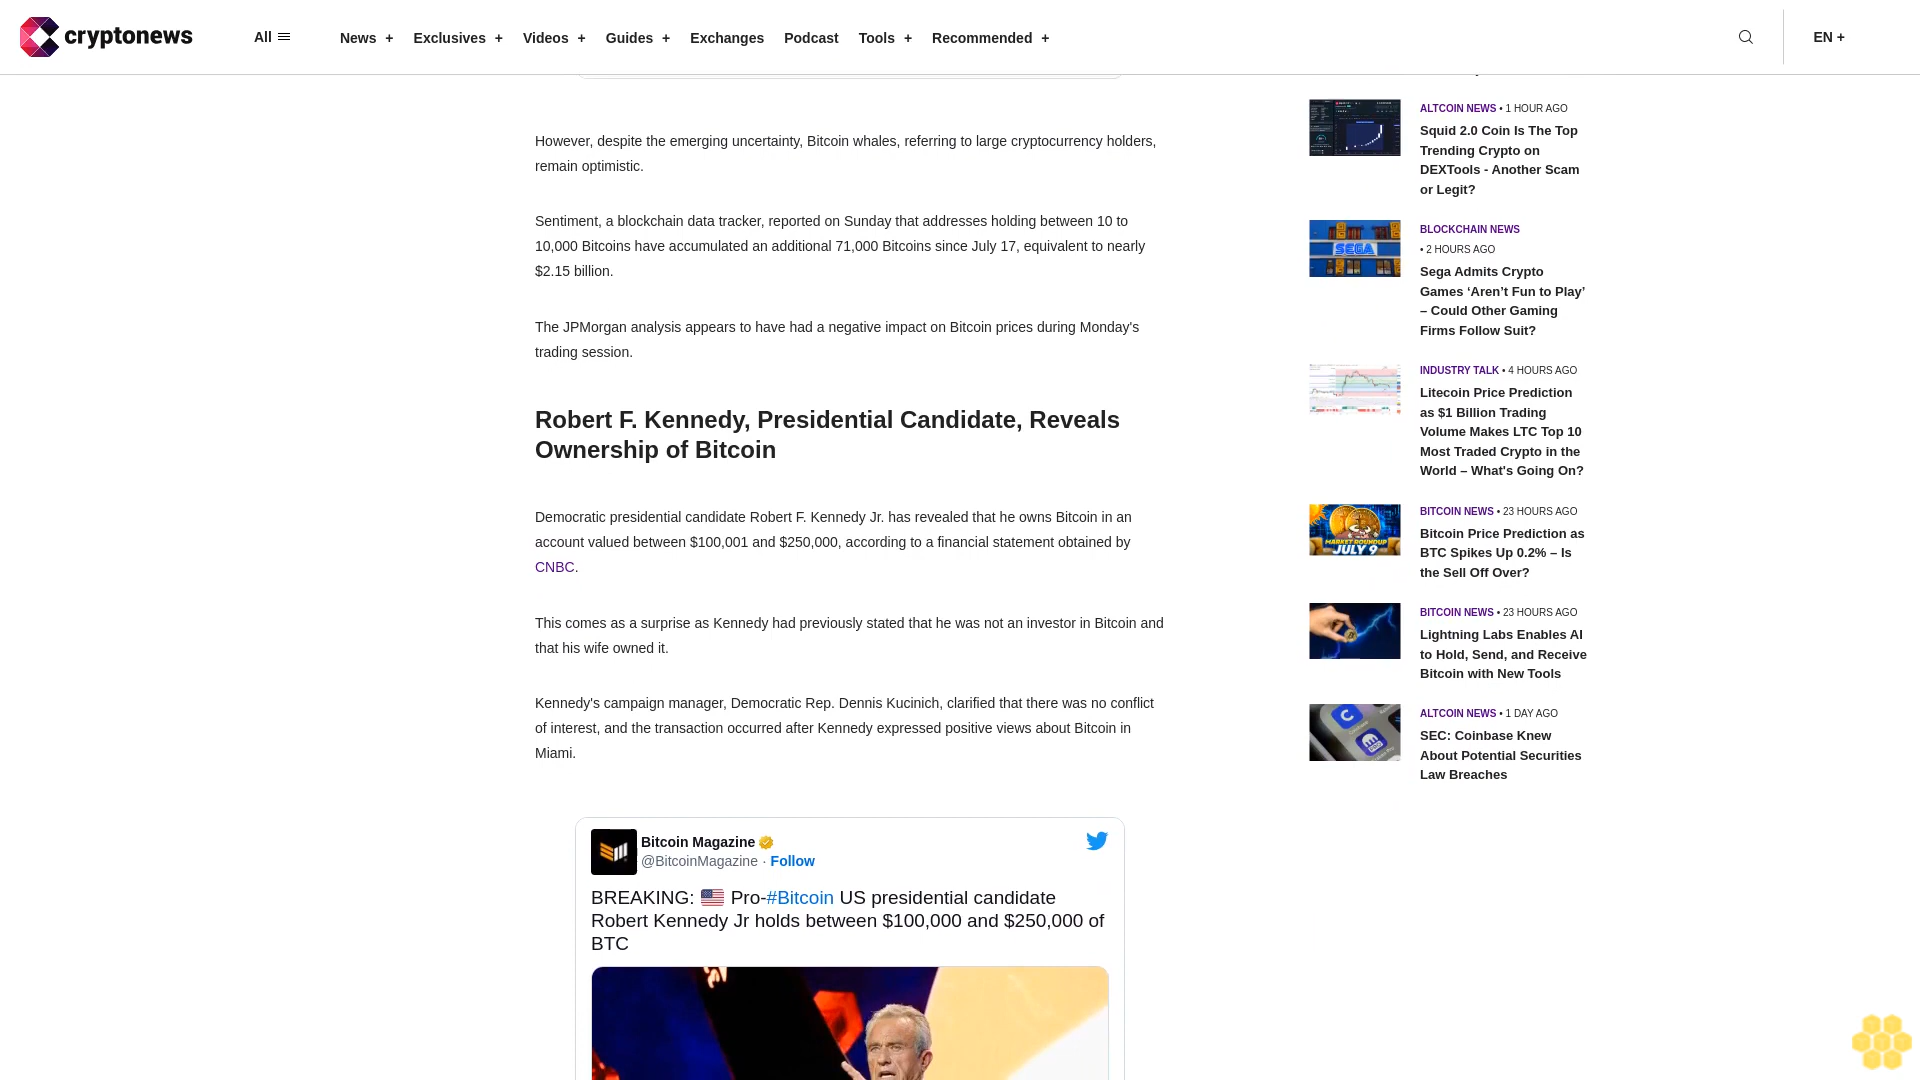 cryptonews
All
News +
Exclusives +
Videos +
Guides +
Exchanges
Podcast
Tools +
Recommended +
EN +
However, despite the emerging uncertainty, Bitcoin whales, referring to large cryptocurrency holders,
remain optimistic.
Sentiment, a blockchain data tracker, reported on Sunday that addresses holding between 10 to
10,000 Bitcoins have accumulated an additional 71,000 Bitcoins since July 17, equivalent to nearly
$2.15 billion.
The JPMorgan analysis appears to have had a negative impact on Bitcoin prices during Monday's
trading session.
Robert F. Kennedy, Presidential Candidate, Reveals
Ownership of Bitcoin
Democratic presidential candidate Robert F. Kennedy Jr. has revealed that he owns Bitcoin in an
account valued between $100,001 and $250,000, according to a financial statement obtained by
CNBC.
This comes as a surprise as Kennedy had previously stated that he was not an investor in Bitcoin and
that his wife owned it.
Kennedy's campaign manager, Democratic Rep. Dennis Kucinich, clarified that there was no conflict
of interest, and the transaction occurred after Kennedy expressed positive views about Bitcoin in
Miami.
Bitcoin Magazine
@BitcoinMagazine · Follow
BREAKING: 🇺🇸 Pro-#Bitcoin US presidential candidate
Robert Kennedy Jr holds between $100,000 and $250,000 of
BTC
ALTCOIN NEWS • 1 HOUR AGO
Squid 2.0 Coin Is The Top
Trending Crypto on
DEXTools - Another Scam
or Legit?
SEGA
BLOCKCHAIN NEWS
• 2 HOURS AGO
Sega Admits Crypto
Games ‘Aren’t Fun to Play’
– Could Other Gaming
Firms Follow Suit?
INDUSTRY TALK • 4 HOURS AGO
Litecoin Price Prediction
as $1 Billion Trading
Volume Makes LTC Top 10
Most Traded Crypto in the
World – What's Going On?
MARKET ROUNDUP
JULY 9
BITCOIN NEWS • 23 HOURS AGO
Bitcoin Price Prediction as
BTC Spikes Up 0.2% – Is
the Sell Off Over?
BITCOIN NEWS • 23 HOURS AGO
Lightning Labs Enables AI
to Hold, Send, and Receive
Bitcoin with New Tools
ALTCOIN NEWS • 1 DAY AGO
SEC: Coinbase Knew
About Potential Securities
Law Breaches